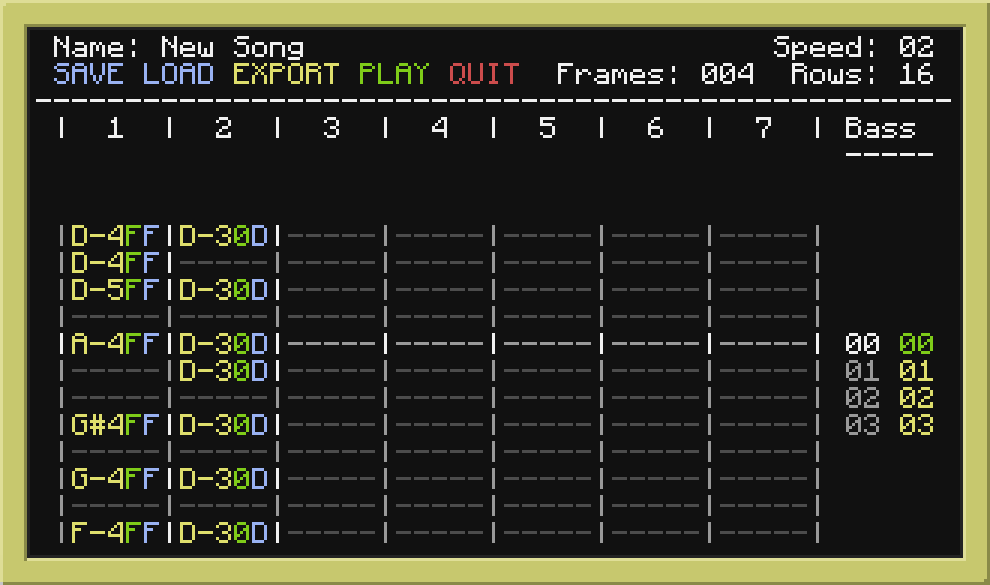 Name: New Song Speed: 02
SAVE LOAD EXPORT PLAY QUIT Frames: 004 Rows: 16
--------------------------------------------------
| 1 | 2 | 3 | 4 | 5 | 6 | 7 | Bass
-----
|D-4FF|D-30D|-----|-----|-----|-----|-----|
|D-4FF|-----|-----|-----|-----|-----|-----|
|D-5FF|D-30D|-----|-----|-----|-----|-----|
|-----|-----|-----|-----|-----|-----|-----|
|A-4FF|D-30D|-----|-----|-----|-----|-----| 00 00
|-----|D-30D|-----|-----|-----|-----|-----| 01 01
|-----|-----|-----|-----|-----|-----|-----| 02 02
|G#4FF|D-30D|-----|-----|-----|-----|-----| 03 03
|-----|-----|-----|-----|-----|-----|-----|
|G-4FF|D-30D|-----|-----|-----|-----|-----|
|-----|-----|-----|-----|-----|-----|-----|
|F-4FF|D-30D|-----|-----|-----|-----|-----|